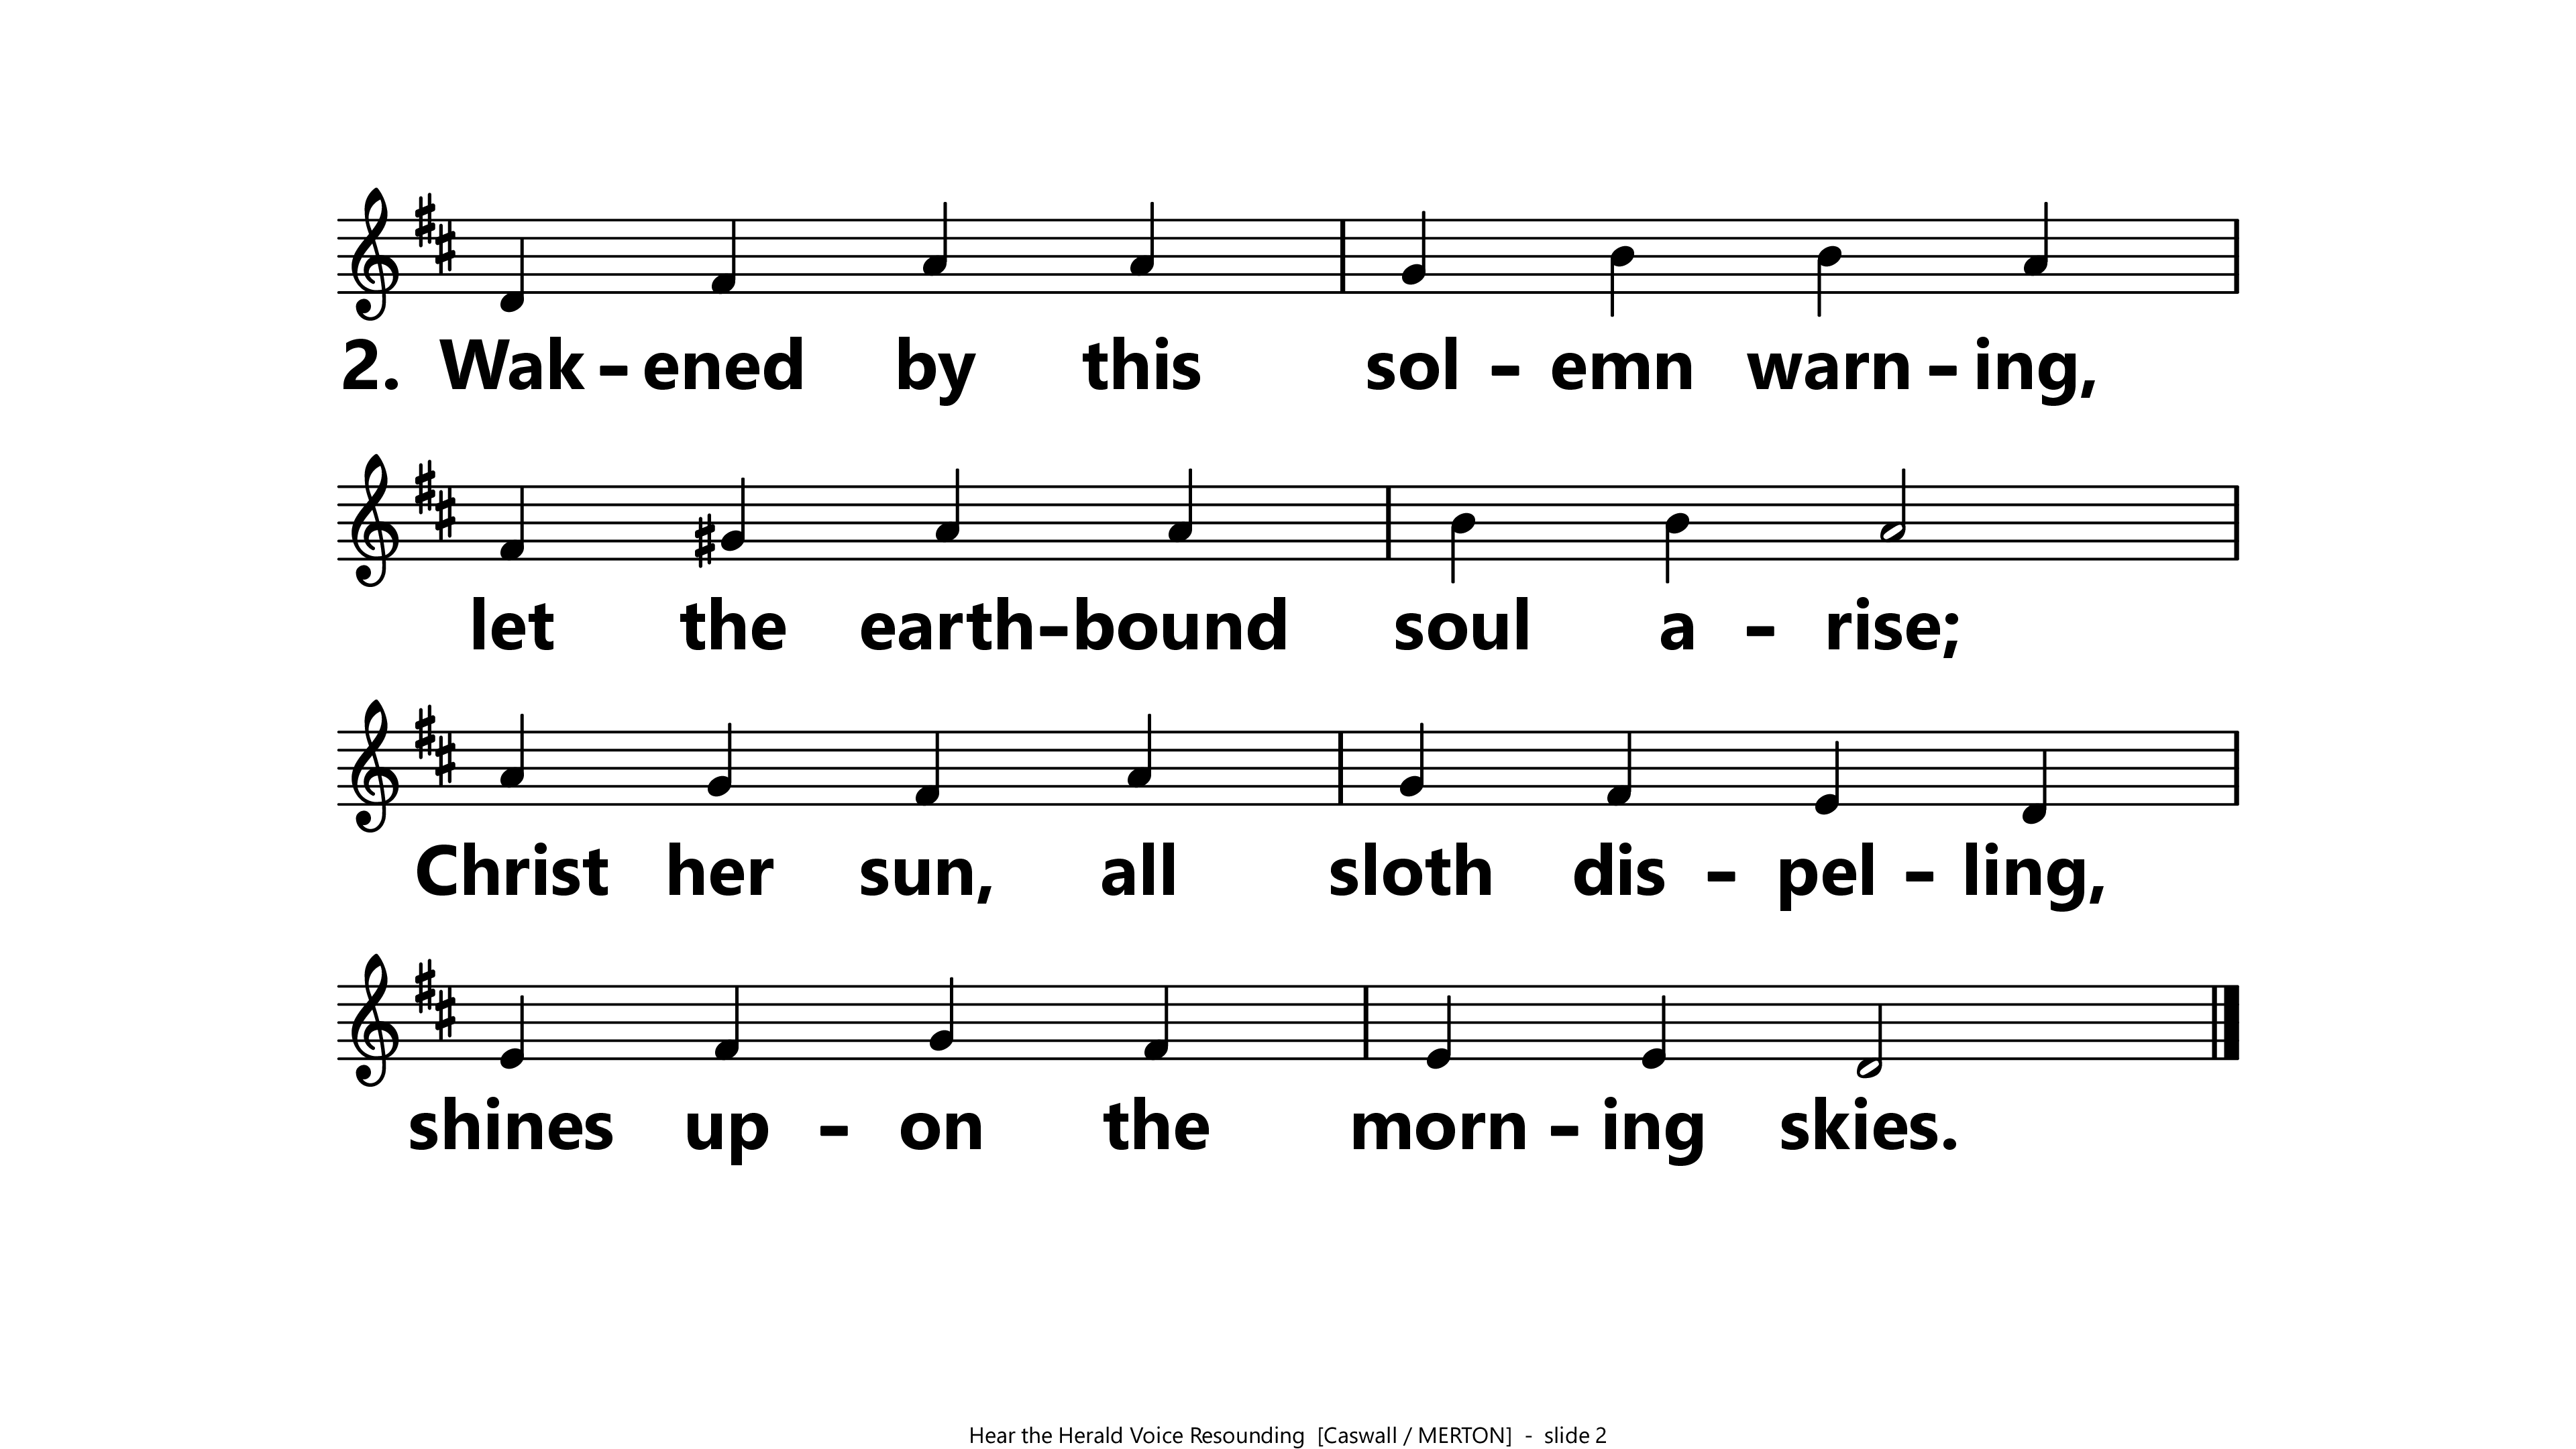 2. Wak - ened by this sol - emn warn - ing,
let the earth-bound soul a - rise;
Christ her sun, all sloth dis - pel - ling,
shines up - on the morn - ing skies.
Hear the Herald Voice Resounding [Caswall / MERTON] - slide 2